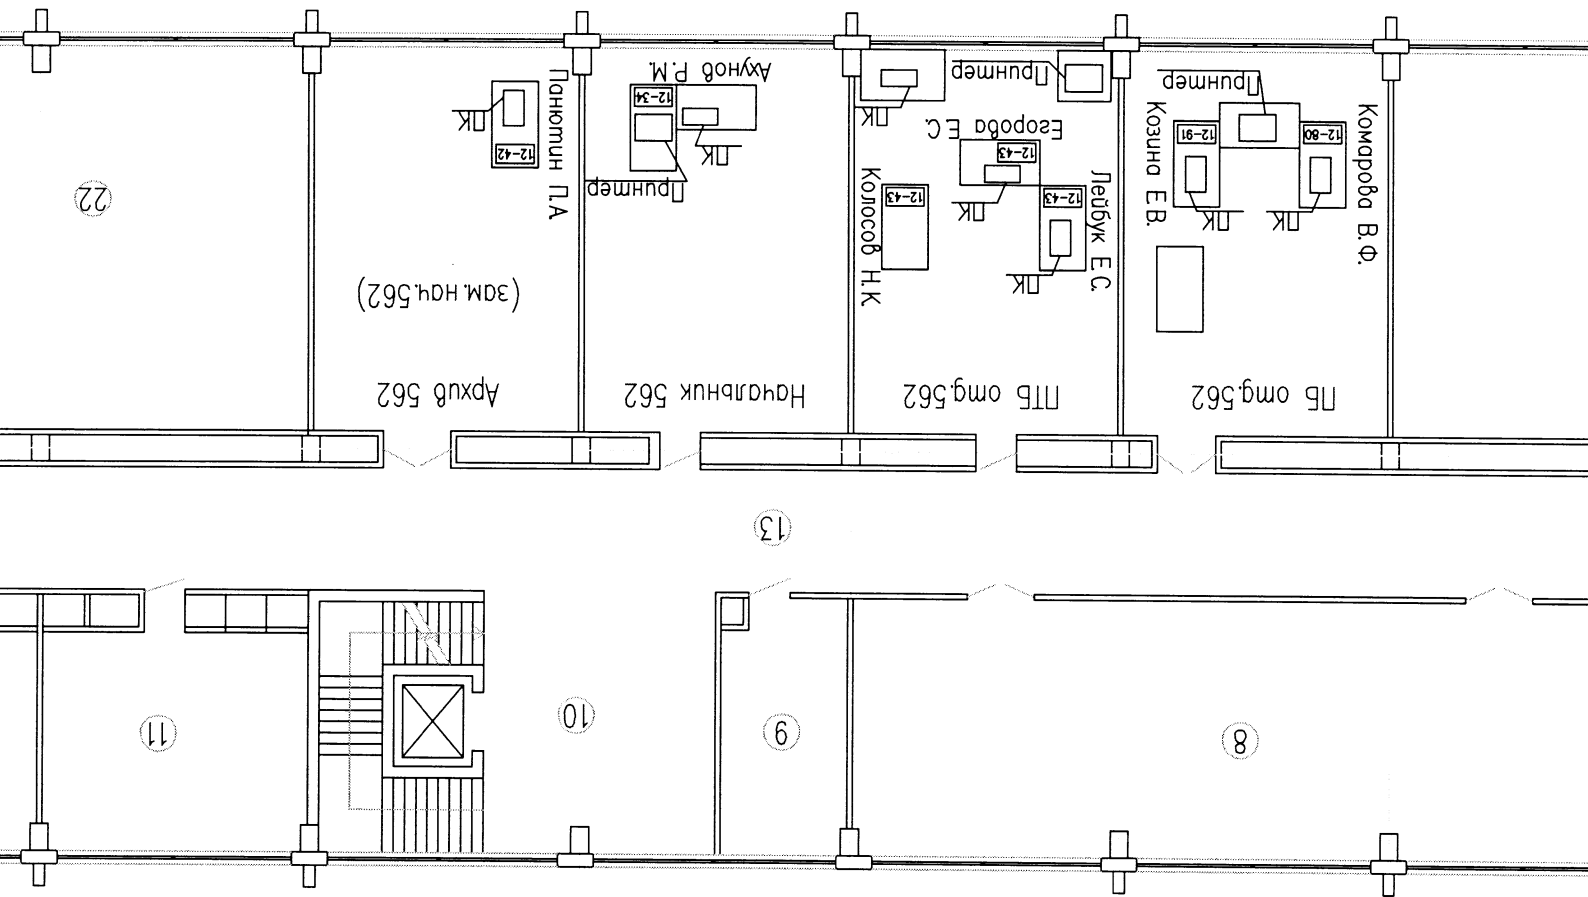 8
9
10
11
13
ПБ отд.562
ПТБ отд.562
Начальник 562
Архив 562
(зам.нач.562)
22
Комарова В.Ф.
ПК
12-80
Принтер
ПК
12-91
Козина Е.В.
Лейбук Е.С.
ПК
12-43
ПК
12-43
Егорова Е.С.
Принтер
Колосов Н.К
12-43
ПК
Принтер
ПК
12-34
Ахунов Р.М.
Панютин П.А
12-42
ПК